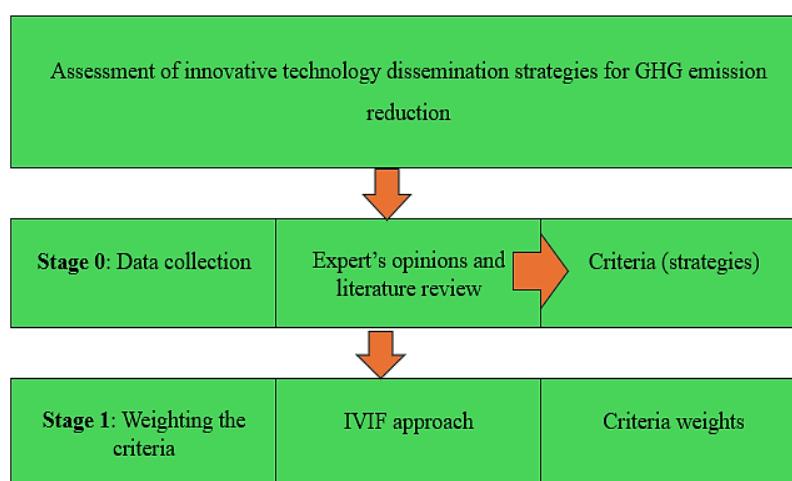 Assessment of innovative technology dissemination strategies for GHG emission
reduction
Stage 0: Data collection
Expert’s opinions and
literature review
Criteria (strategies)
Stage 1: Weighting the
criteria
IVIF approach
Criteria weights